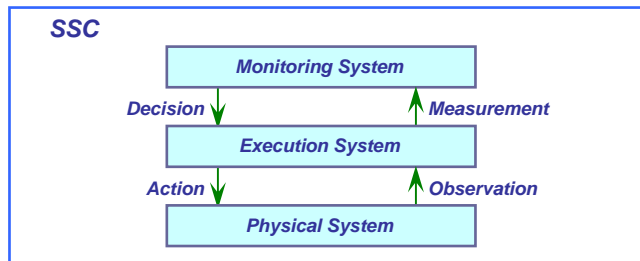 SSC
Monitoring System
Decision
Measurement
Execution System
Action
Observation
Physical System